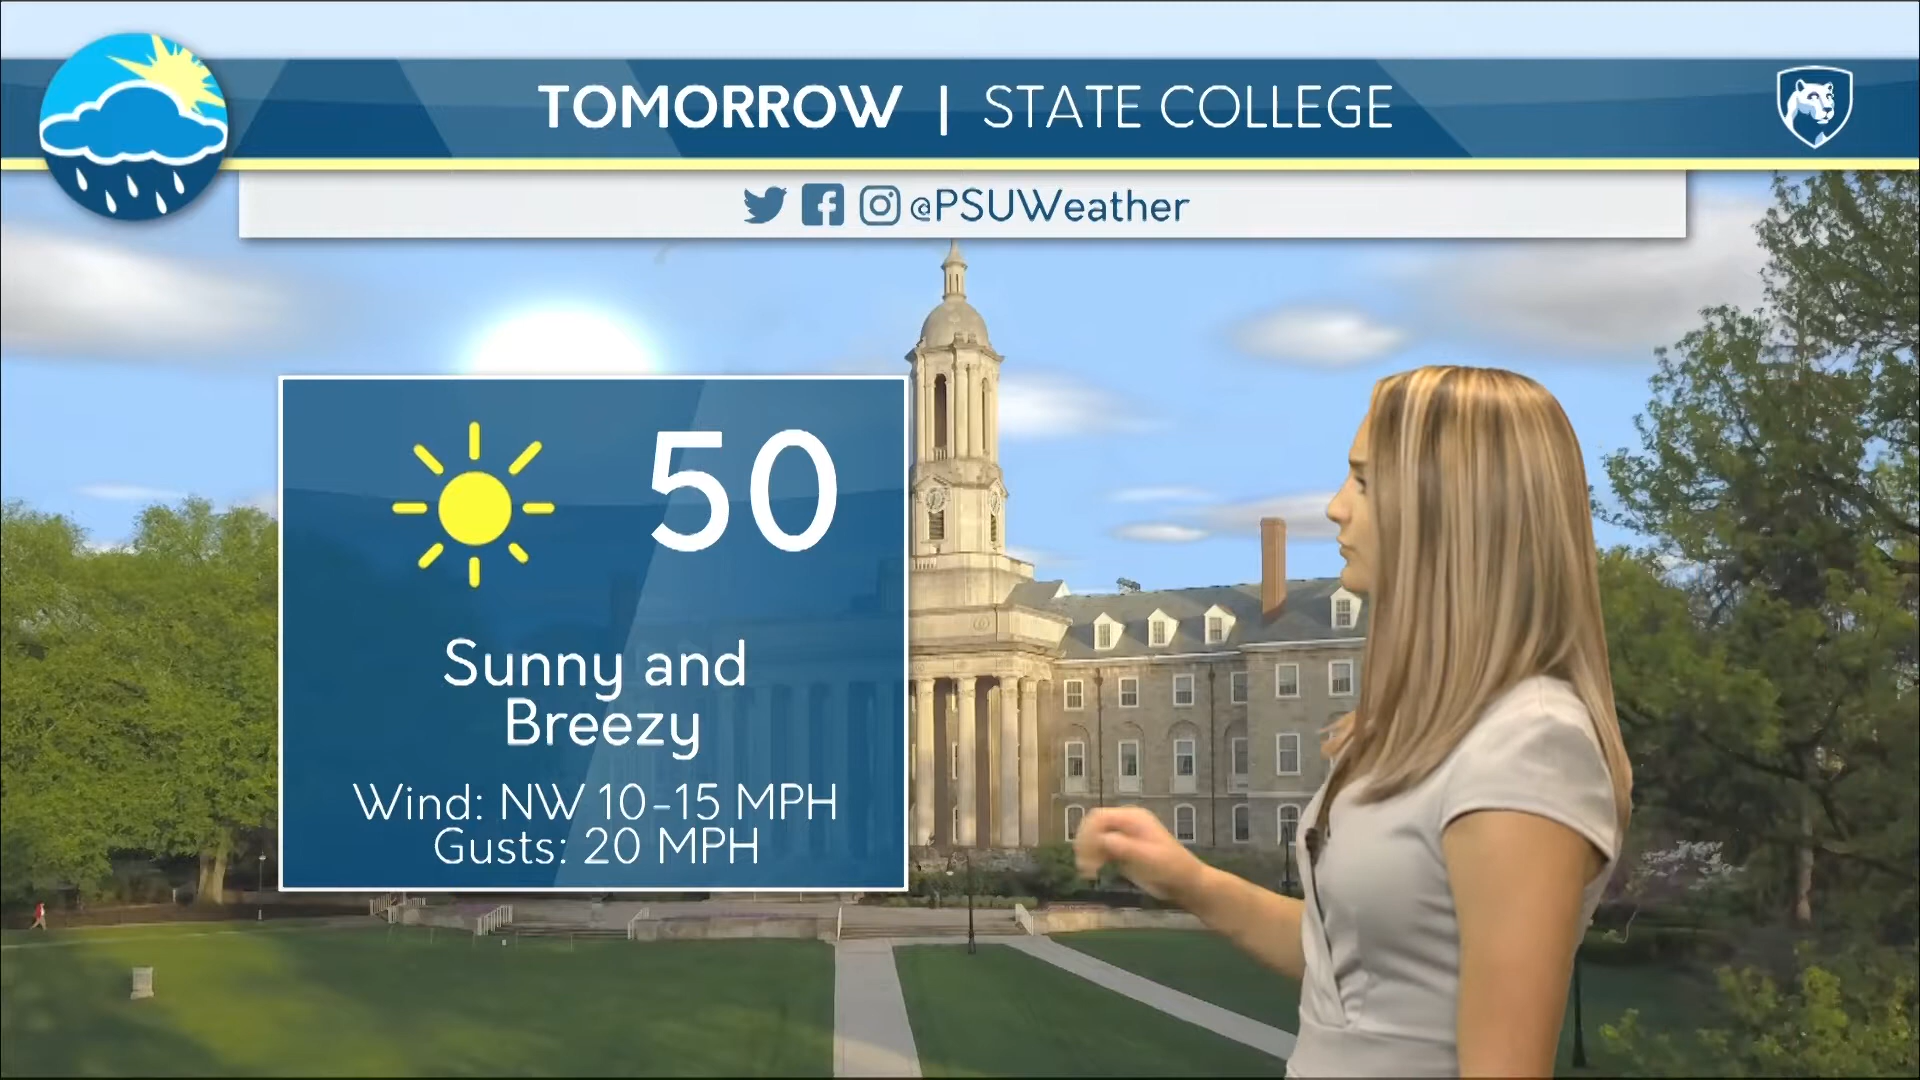 TOMORROW | STATE COLLEGE
@PSUWeather
50
Sunny and
Breezy
Wind: NW 10-15 MPH
Gusts: 20 MPH